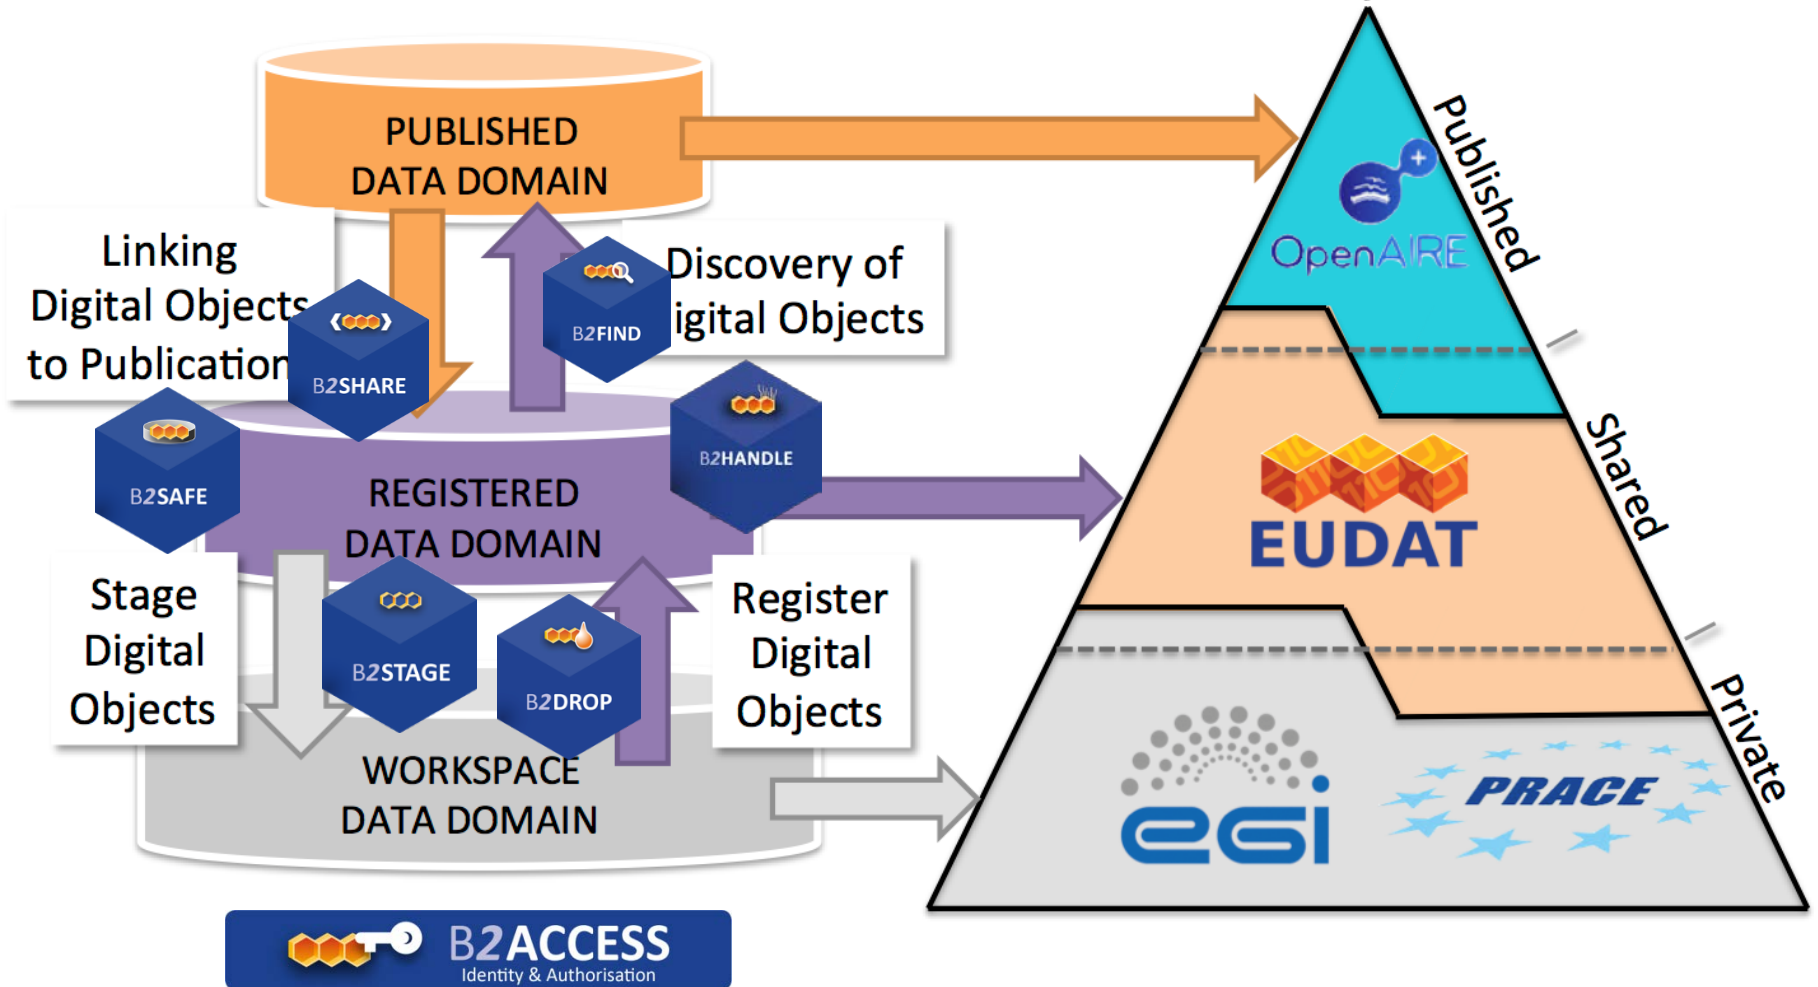 PUBLISHED
DATA DOMAIN
Linking
Digital Objects
to Publication
B2SHARE
B2FIND
Discovery of
igital Objects
B2SAFE
B2HANDLE
REGISTERED
DATA DOMAIN
Stage
Digital
Objects
B2STAGE
B2DROP
Register
Digital
Objects
WORKSPACE
DATA DOMAIN
B2ACCESS
Identity & Authorisation
Published
OpenAIRE
Shared
EUDAT
Private
eGi
PRACE